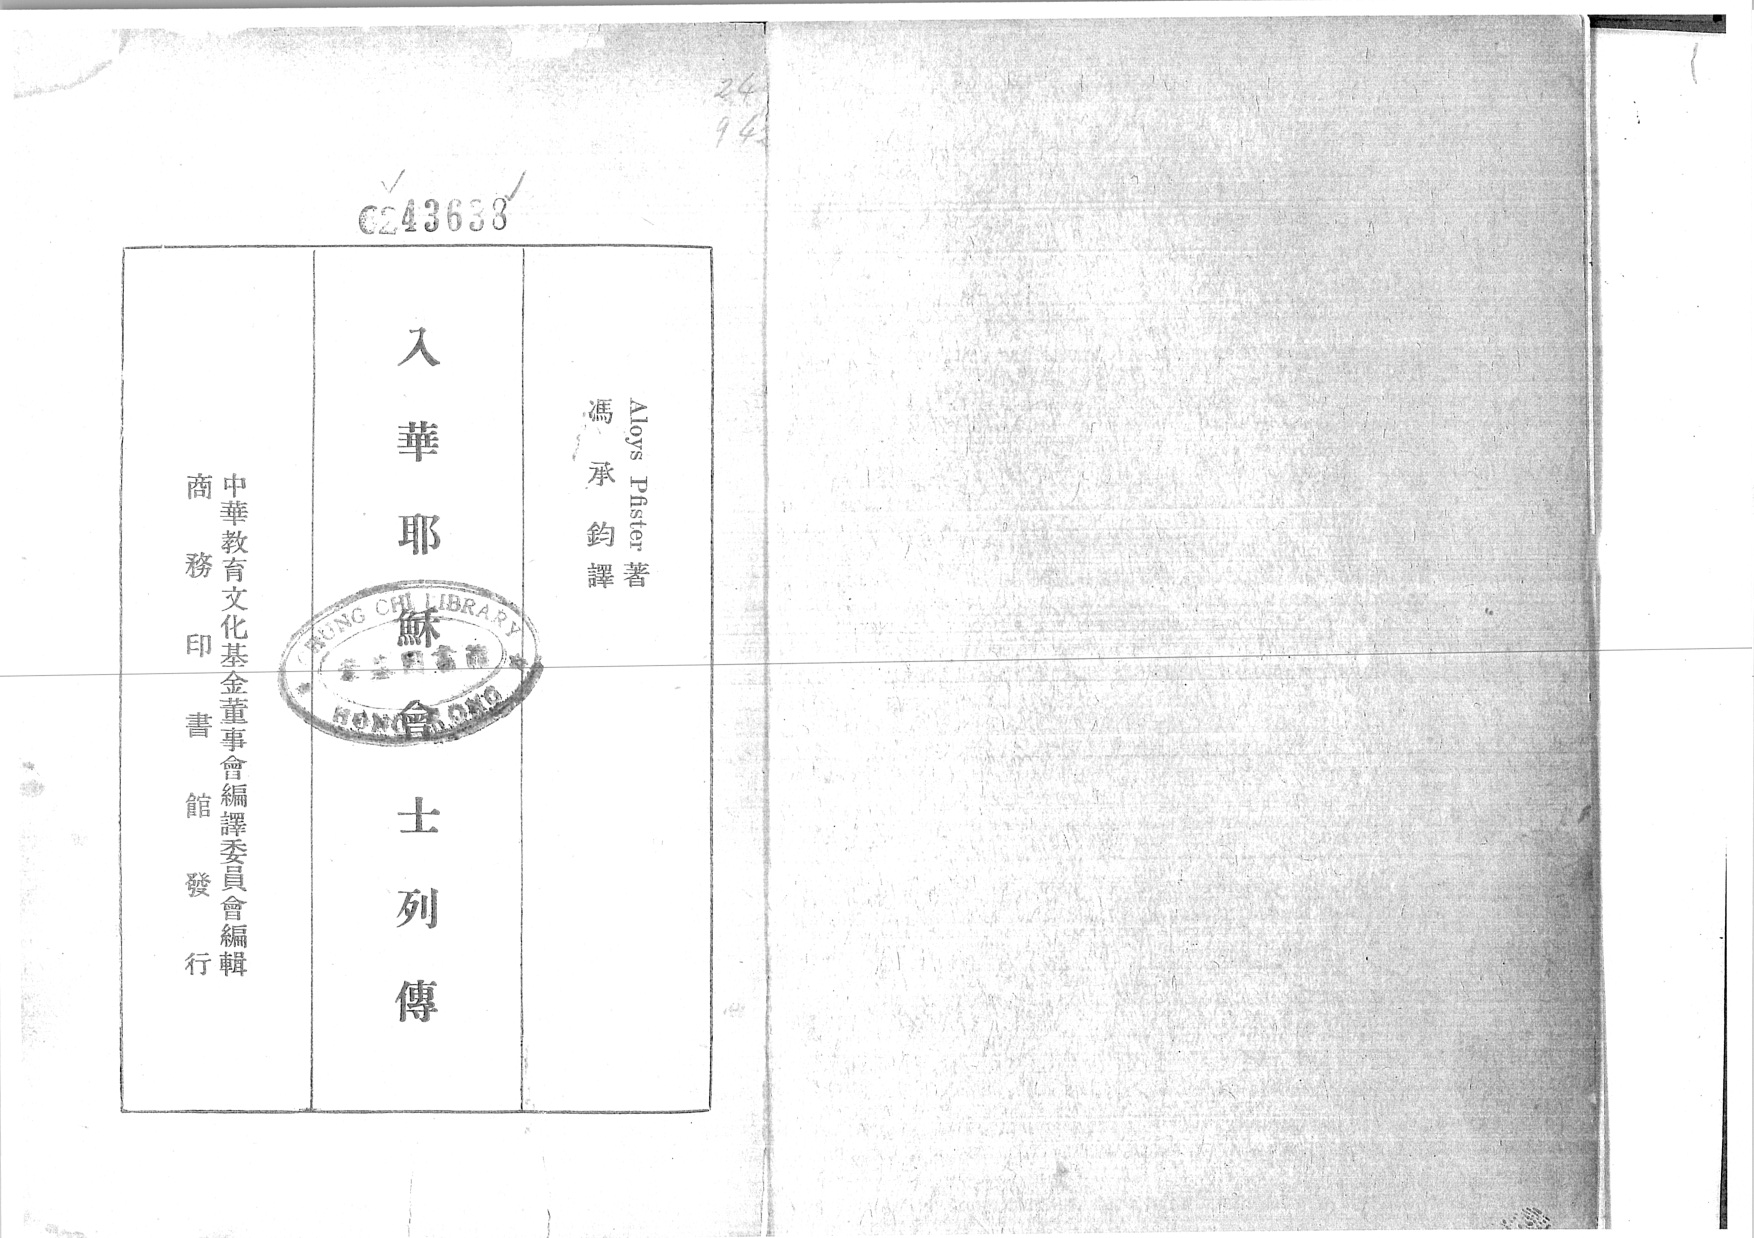 24
94
C243638
Aloys Pfister 著
馮承鈞譯
入華耶穌會士列傳
CHUNG CHI LIBRARY
崇基圖書館
HONG KONG
中華教育文化基金董事會編譯委員會編輯
商務印書館發行